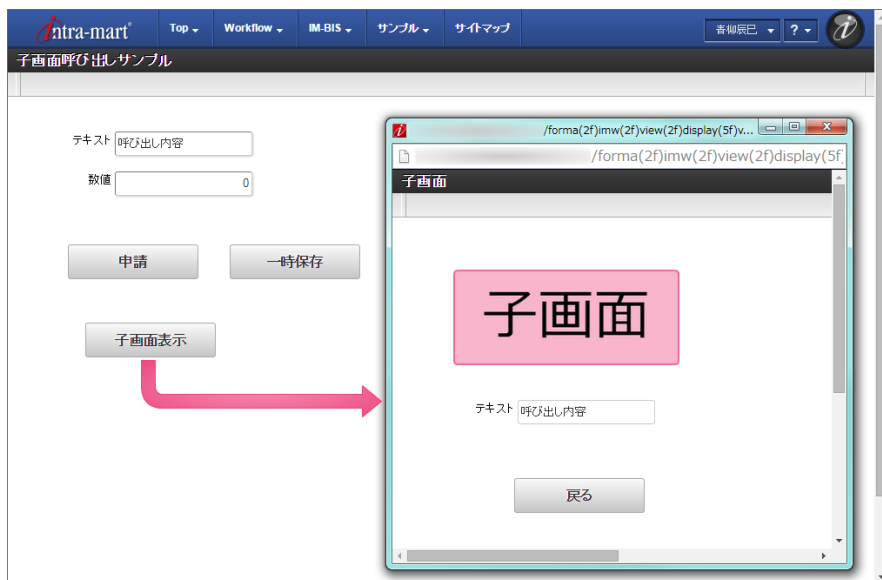 intra-mart
Top
Workflow
IM-BIS
サンプル
サイトマップ
青柳辰巳
?
子画面呼び出しサンプル
テキスト 呼び出し内容
数値 0
申請
一時保存
子画面表示
/forma(2f)imw(2f)view(2f)display(5f)v...
/forma(2f)imw(2f)view(2f)display(5f
子画面
子画面
テキスト 呼び出し内容
戻る